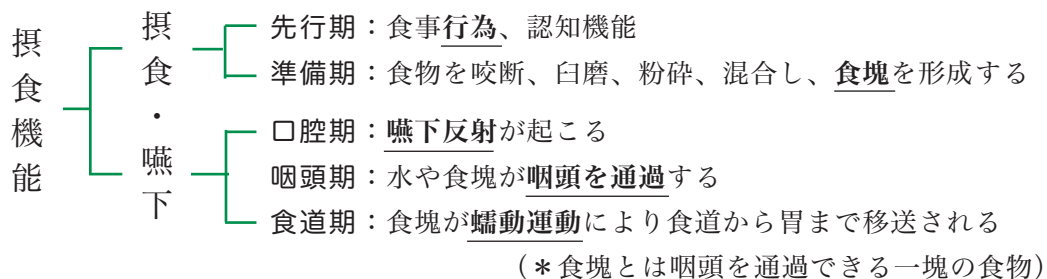 摂食機能
摂食・嚥下
先行期：食事行為、認知機能
準備期：食物を咬断、臼磨、粉砕、混合し、食塊を形成する
口腔期：嚥下反射が起こる
咽頭期：水や食塊が咽頭を通過する
食道期：食塊が蠕動運動により食道から胃まで移送される
（＊食塊とは咽頭を通過できる一塊の食物）